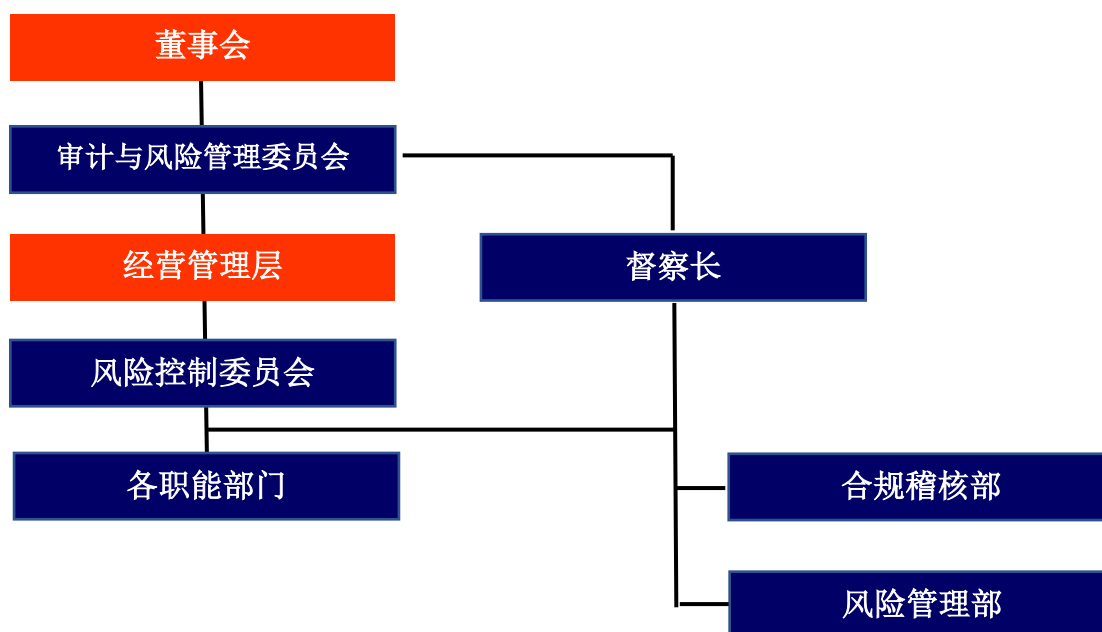 董事会
审计与风险管理委员会
经营管理层
督察长
风险控制委员会
各职能部门
合规稽核部
风险管理部